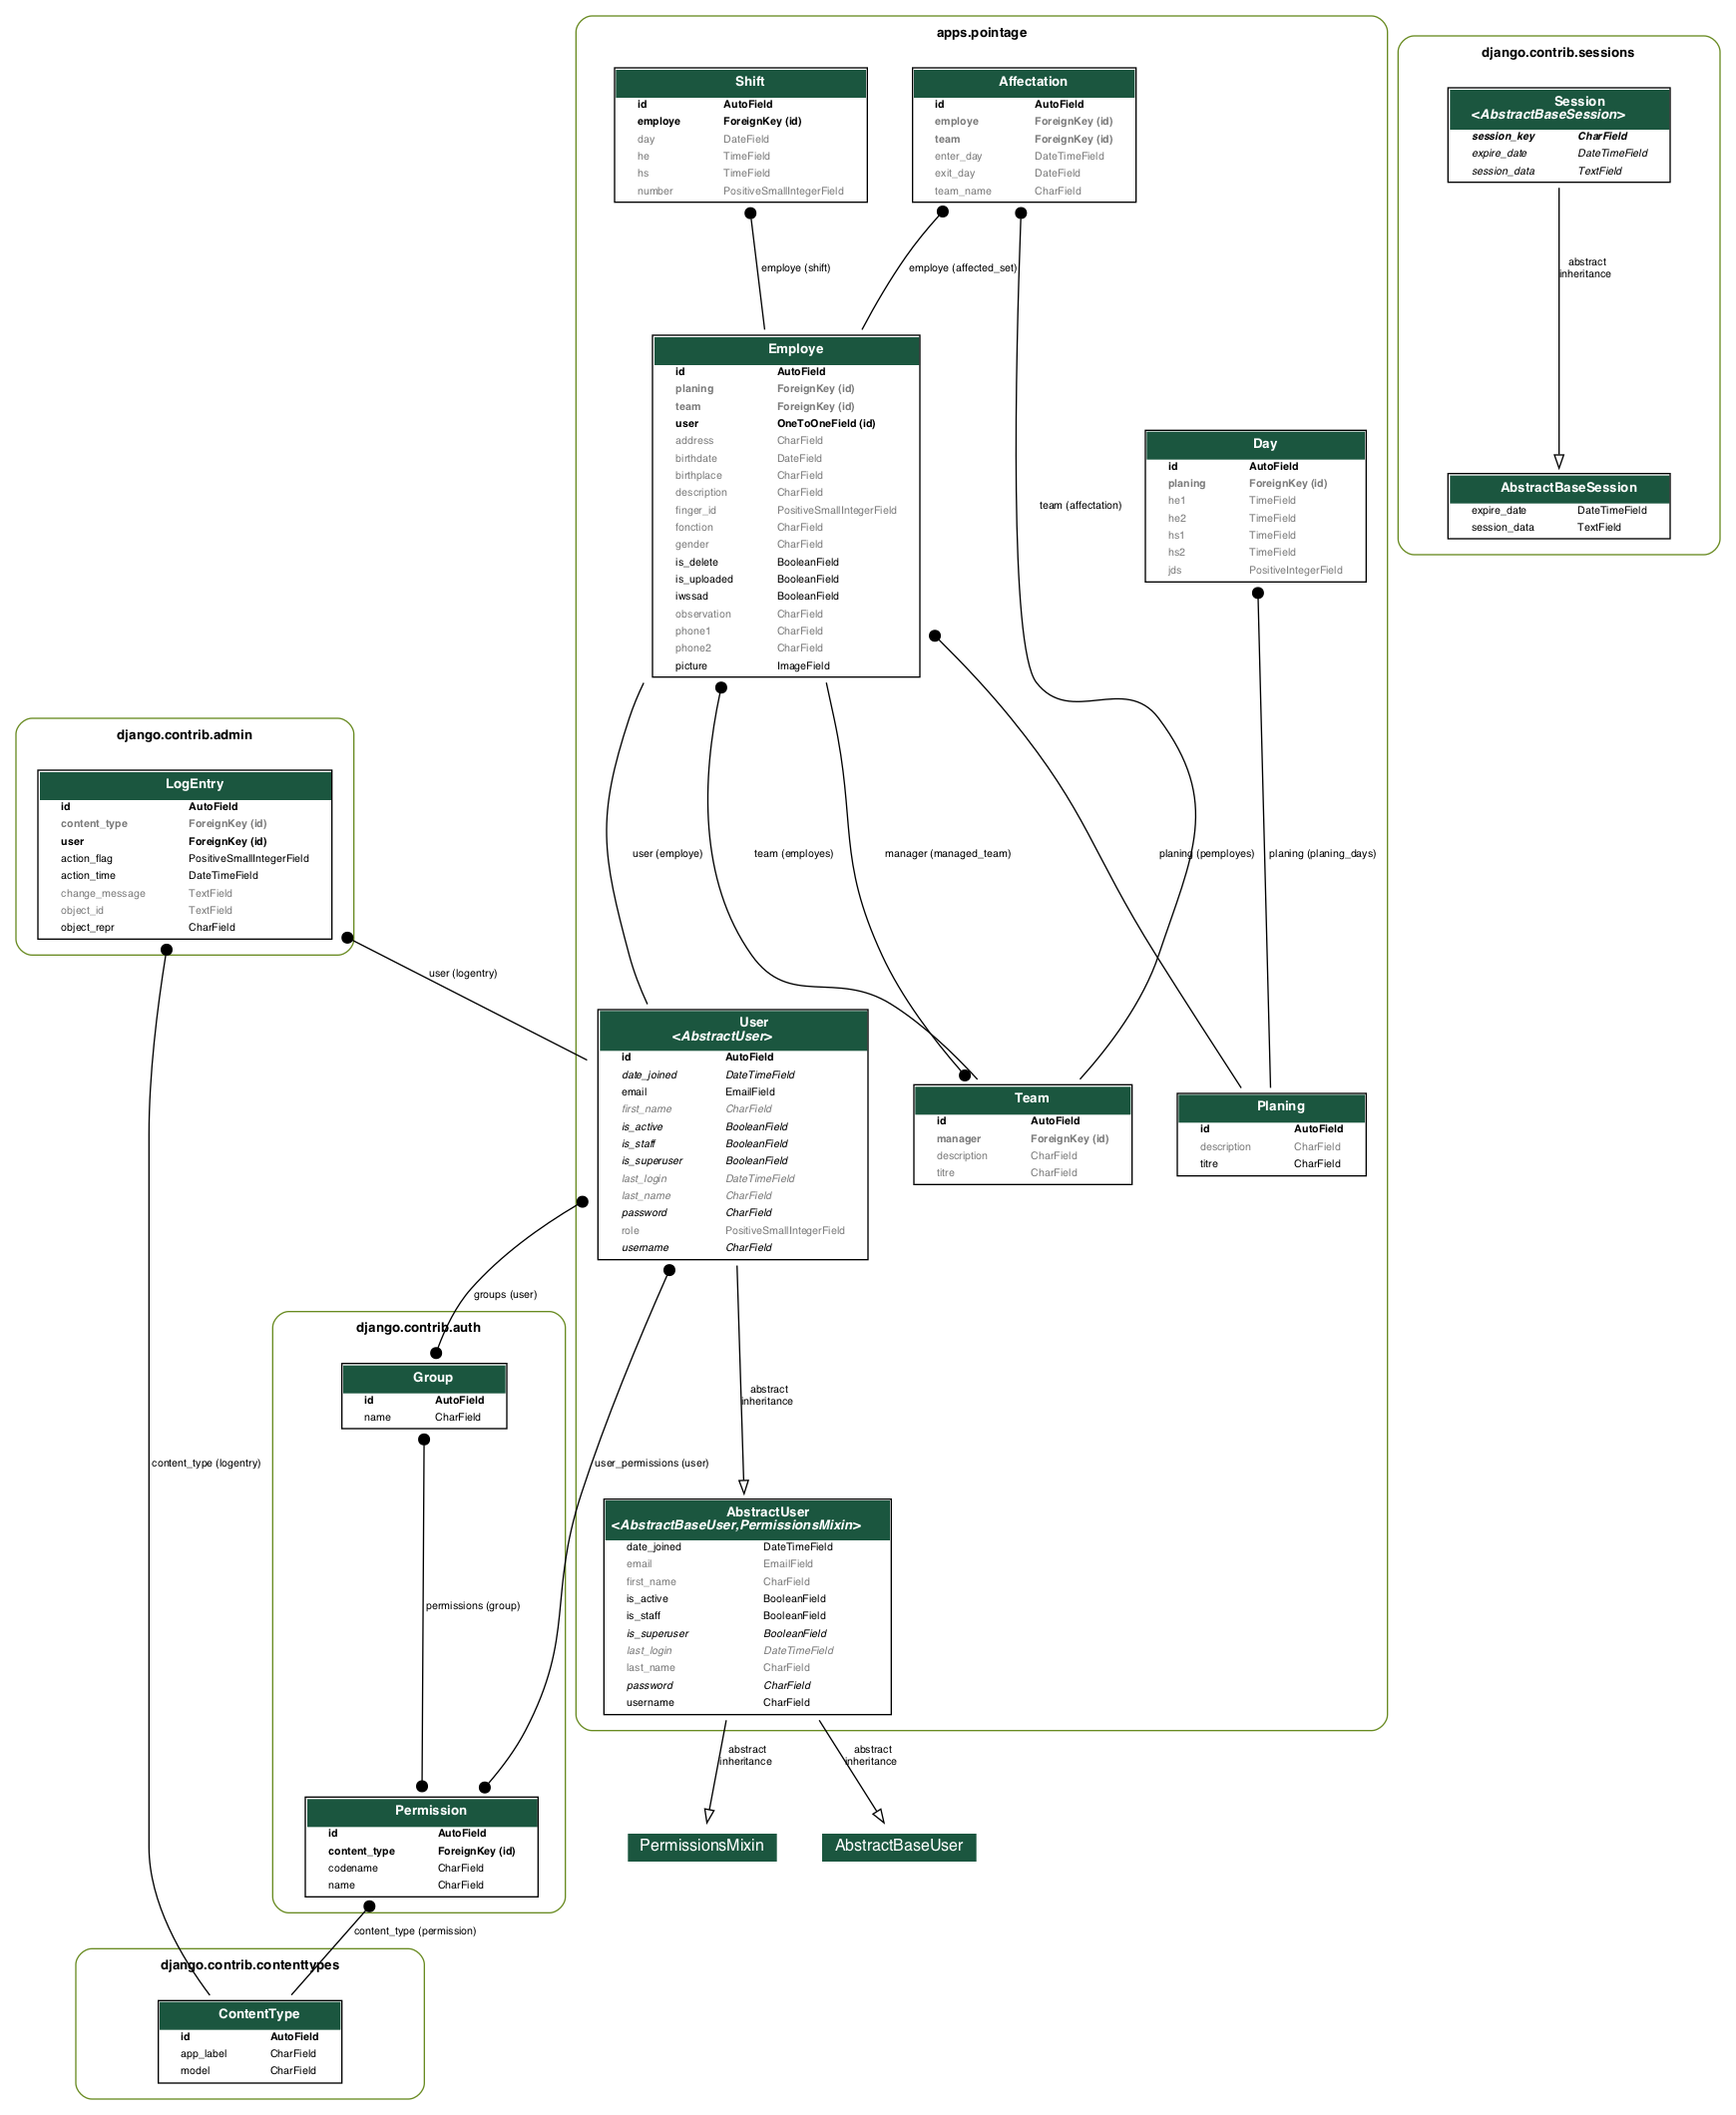 apps.pointage
Shift
id AutoField
employe ForeignKey (id)
day DateField
he TimeField
hs TimeField
number PositiveSmallIntegerField
Affectation
id AutoField
employe ForeignKey (id)
team ForeignKey (id)
enter_day DateTimeField
exit_day DateField
team_name CharField
employe (shift)
employe (affected_set)
Employe
id AutoField
planing ForeignKey (id)
team ForeignKey (id)
user OneToOneField (id)
address CharField
birthdate DateField
birthplace CharField
description CharField
finger_id PositiveSmallIntegerField
fonction CharField
gender CharField
is_delete BooleanField
is_uploaded BooleanField
iwssad BooleanField
observation CharField
phone1 CharField
phone2 CharField
picture ImageField
team (affectation)
Day
id AutoField
planing ForeignKey (id)
he1 TimeField
he2 TimeField
hs1 TimeField
hs2 TimeField
jds PositiveIntegerField
django.contrib.sessions
Session
<AbstractBaseSession>
session_key CharField
expire_date DateTimeField
session_data TextField
abstract
inheritance
AbstractBaseSession
expire_date DateTimeField
session_data TextField
django.contrib.admin
LogEntry
id AutoField
content_type ForeignKey (id)
user ForeignKey (id)
action_flag PositiveSmallIntegerField
action_time DateTimeField
change_message TextField
object_id TextField
object_repr CharField
user (employe)
team (employes)
manager (managed_team)
planing (pemployes)
planing (planing_days)
user (logentry)
User
<AbstractUser>
id AutoField
date_joined DateTimeField
email EmailField
first_name CharField
is_active BooleanField
is_staff BooleanField
is_superuser BooleanField
last_login DateTimeField
last_name CharField
password CharField
role PositiveSmallIntegerField
username CharField
Team
id AutoField
manager ForeignKey (id)
description CharField
titre CharField
Planing
id AutoField
description CharField
titre CharField
groups (user)
django.contrib.auth
Group
id AutoField
name CharField
abstract
inheritance
content_type (logentry)
user_permissions (user)
AbstractUser
<AbstractBaseUser,PermissionsMixin>
date_joined DateTimeField
email EmailField
first_name CharField
is_active BooleanField
is_staff BooleanField
is_superuser BooleanField
last_login DateTimeField
last_name CharField
password CharField
username CharField
permissions (group)
abstract
inheritance
abstract
inheritance
Permission
id AutoField
content_type ForeignKey (id)
codename CharField
name CharField
PermissionsMixin
AbstractBaseUser
content_type (permission)
django.contrib.contenttypes
ContentType
id AutoField
app_label CharField
model CharField